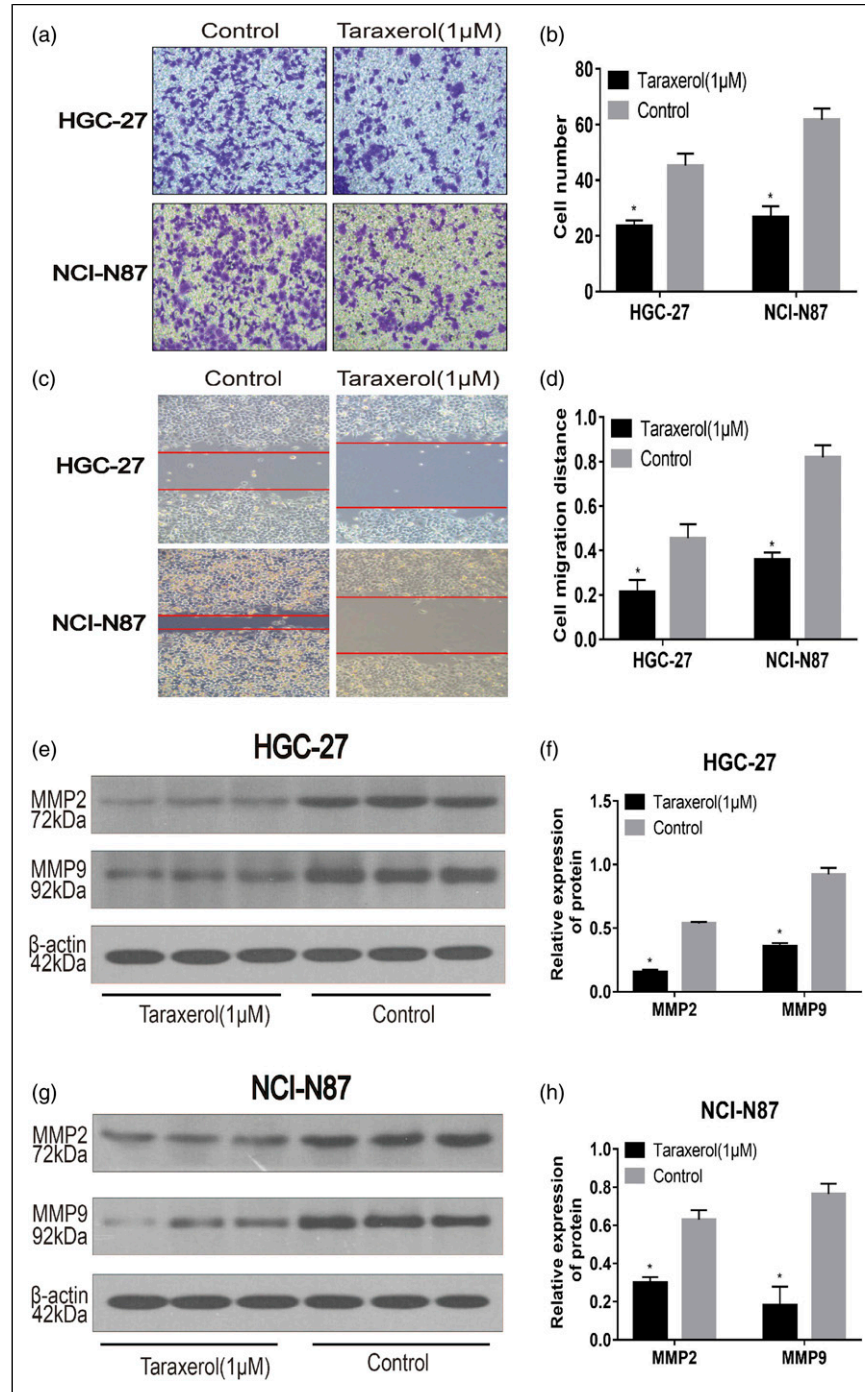 (a)
Control
Taraxerol(1μM)
HGC-27
NCI-N87
(b)
Taraxerol(1μM)
Control
Cell number
80
60
40
20
0
*
*
HGC-27
NCI-N87
(c)
Control
Taraxerol(1μM)
HGC-27
NCI-N87
(d)
Taraxerol(1μM)
Control
Cell migration distance
1.0
0.8
0.6
0.4
0.2
0.0
*
*
HGC-27
NCI-N87
(e)
HGC-27
MMP2
72kDa
MMP9
92kDa
β-actin
42kDa
Taraxerol(1μM)
Control
(f)
HGC-27
Taraxerol(1μM)
Control
Relative expression
of protein
1.5
1.0
0.5
0.0
*
*
MMP2
MMP9
(g)
NCI-N87
MMP2
72kDa
MMP9
92kDa
β-actin
42kDa
Taraxerol(1μM)
Control
(h)
NCI-N87
Taraxerol(1μM)
Control
Relative expression
of protein
1.0
0.8
0.6
0.4
0.2
0.0
*
*
MMP2
MMP9